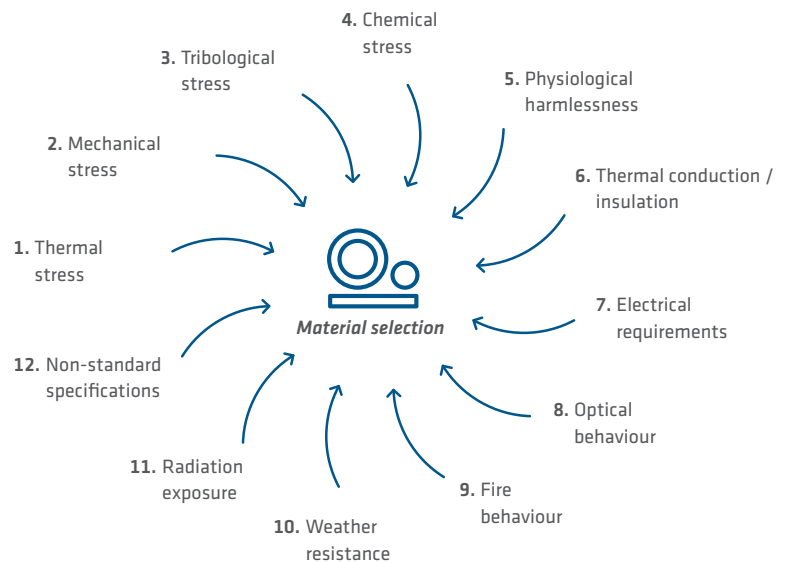 1. Thermal
stress
2. Mechanical
stress
3. Tribological
stress
4. Chemical
stress
5. Physiological
harmlessness
6. Thermal conduction /
insulation
7. Electrical
requirements
8. Optical
behaviour
9. Fire
behaviour
10. Weather
resistance
11. Radiation
exposure
12. Non-standard
specifications
Material selection